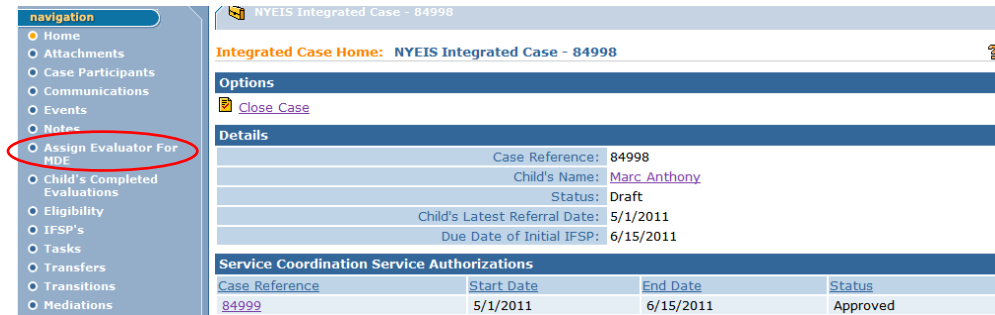 navigation
Home
Attachments
Case Participants
Communications
Events
Notes
Assign Evaluator For
MDE
Child's Completed
Evaluations
Eligibility
IFSP's
Tasks
Transfers
Transitions
Mediations
NYEIS Integrated Case - 84998
Integrated Case Home: NYEIS Integrated Case - 84998
?
Options
Close Case
Details
Case Reference: 84998
Child's Name: Marc Anthony
Status: Draft
Child's Latest Referral Date: 5/1/2011
Due Date of Initial IFSP: 6/15/2011
Service Coordination Service Authorizations
Case Reference Start Date End Date Status
84999 5/1/2011 6/15/2011 Approved